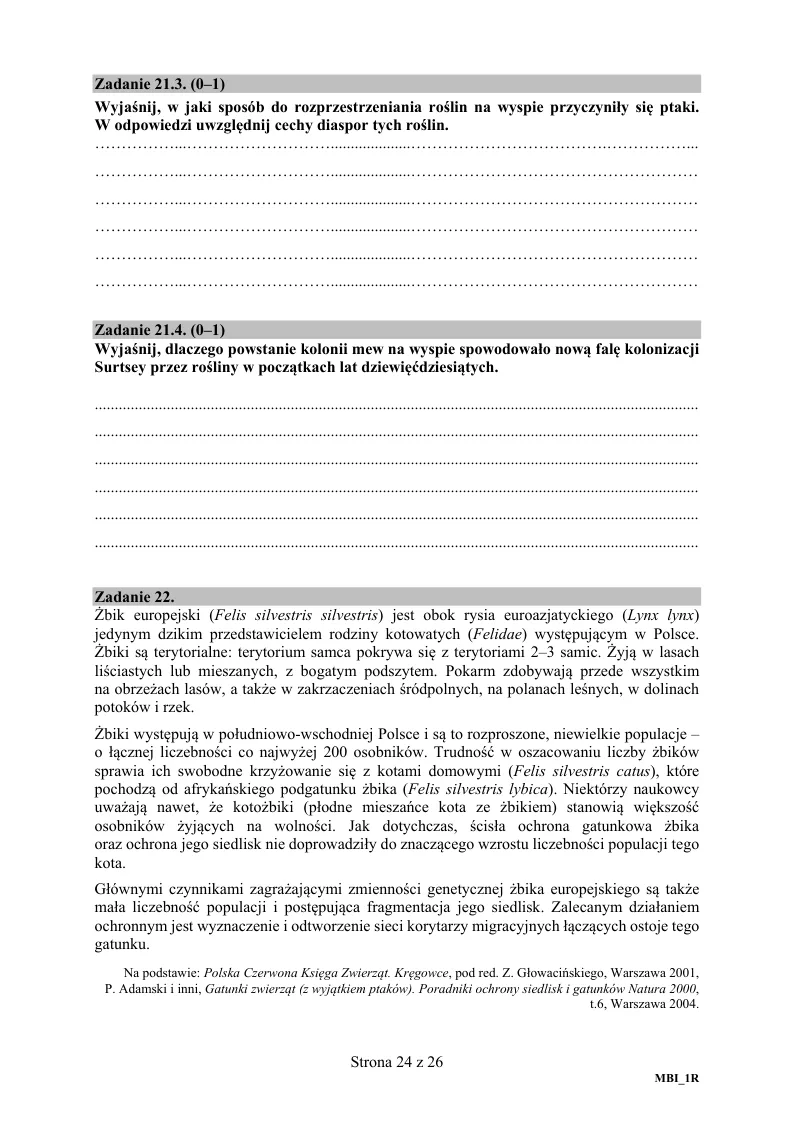 Zadanie 21.3. (0–1)
Wyjaśnij, w jaki sposób do rozprzestrzeniania roślin na wyspie przyczyniły się ptaki.
W odpowiedzi uwzględnij cechy diaspor tych roślin.
Zadanie 21.4. (0–1)
Wyjaśnij, dlaczego powstanie kolonii mew na wyspie spowodowało nową falę kolonizacji
Surtsey przez rośliny w początkach lat dziewięćdziesiątych.
Zadanie 22.
Żbik europejski (Felis silvestris silvestris) jest obok rysia euroazjatyckiego (Lynx lynx)
jedynym dzikim przedstawicielem rodziny kotowatych (Felidae) występującym w Polsce.
Żbiki są terytorialne: terytorium samca pokrywa się z terytoriami 2–3 samic. Żyją w lasach
liściastych lub mieszanych, z bogatym podszytem. Pokarm zdobywają przede wszystkim
na obrzeżach lasów, a także w zakrzaczeniach śródpolnych, na polanach leśnych, w dolinach
potoków i rzek.
Żbiki występują w południowo-wschodniej Polsce i są to rozproszone, niewielkie populacje –
o łącznej liczebności co najwyżej 200 osobników. Trudność w oszacowaniu liczby żbików
sprawia ich swobodne krzyżowanie się z kotami domowymi (Felis silvestris catus), które
pochodzą od afrykańskiego podgatunku żbika (Felis silvestris lybica). Niektórzy naukowcy
uważają nawet, że kotożbiki (płodne mieszańce kota ze żbikiem) stanowią większość
osobników żyjących na wolności. Jak dotychczas, ścisła ochrona gatunkowa żbika
oraz ochrona jego siedlisk nie doprowadziły do znaczącego wzrostu liczebności populacji tego
kota.
Głównymi czynnikami zagrażającymi zmienności genetycznej żbika europejskiego są także
mała liczebność populacji i postępująca fragmentacja jego siedlisk. Zalecanym działaniem
ochronnym jest wyznaczenie i odtworzenie sieci korytarzy migracyjnych łączących ostoje tego
gatunku.
Na podstawie: Polska Czerwona Księga Zwierząt. Kręgowce, pod red. Z. Głowacińskiego, Warszawa 2001,
P. Adamski i inni, Gatunki zwierząt (z wyjątkiem ptaków). Poradniki ochrony siedlisk i gatunków Natura 2000,
t.6, Warszawa 2004.
Strona 24 z 26
MBI_1R